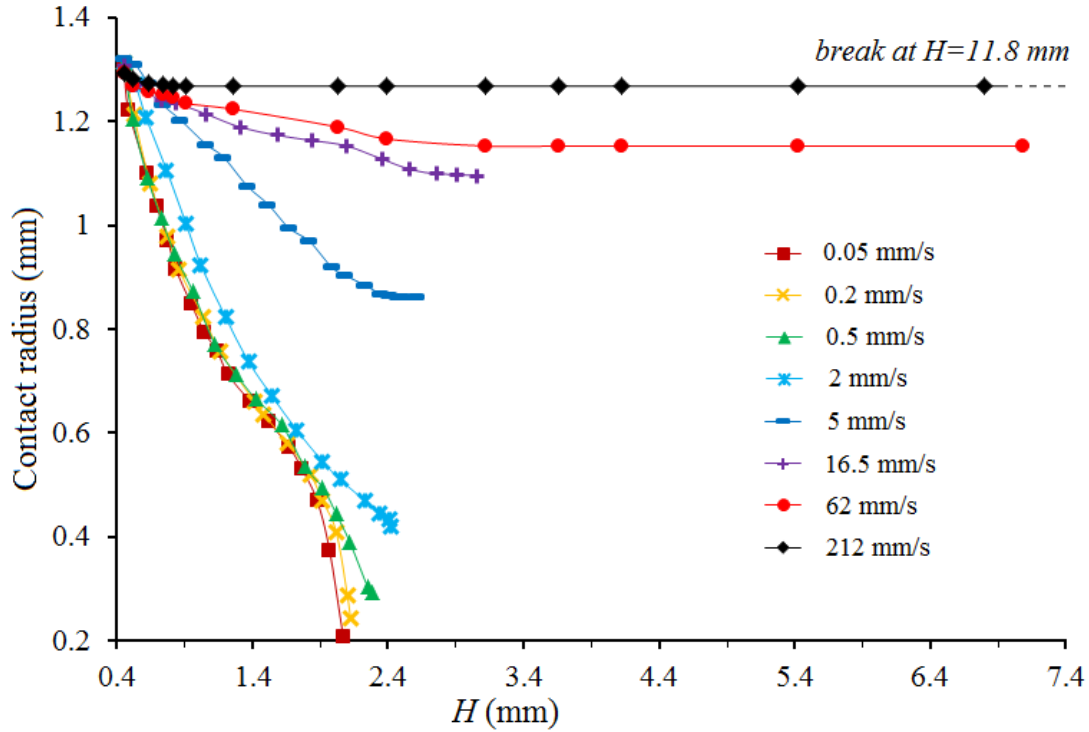 1.4
break at H=11.8 mm
1.2
1
0.8
0.6
0.4
0.2
Contact radius (mm)
0.05 mm/s
0.2 mm/s
0.5 mm/s
2 mm/s
5 mm/s
16.5 mm/s
62 mm/s
212 mm/s
0.4 1.4 2.4 3.4 4.4 5.4 6.4 7.4
H (mm)